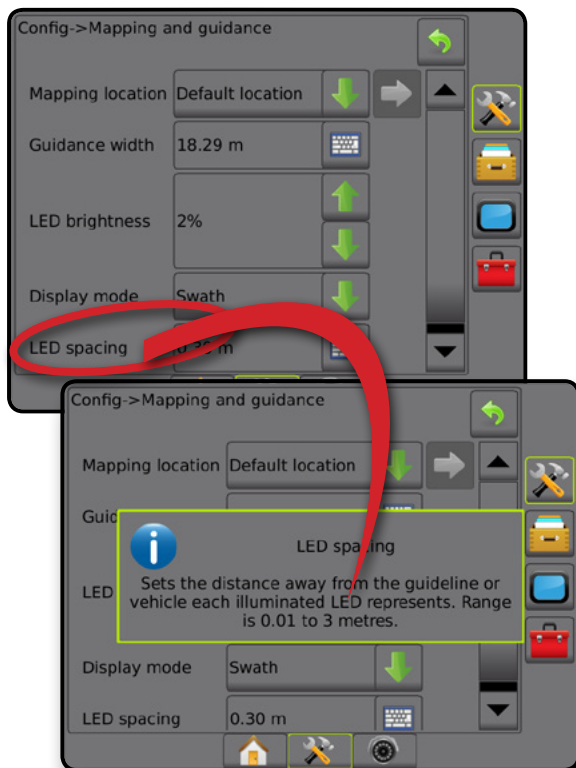 Config->Mapping and guidance
Mapping location Default location
Guidance width 18.29 m
LED brightness 2%
Display mode Swath
LED spacing m
Config->Mapping and guidance
Mapping location Default location
LED spacing
LED
Sets the distance away from the guideline or
vehicle each illuminated LED represents. Range
is 0.01 to 3 metres.
Display mode Swath
LED spacing 0.30 m